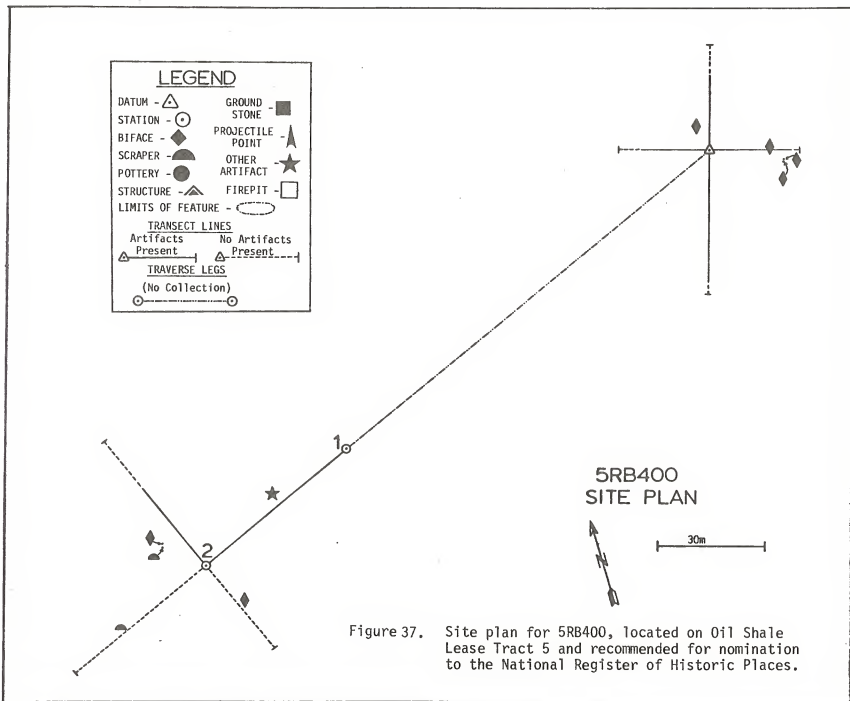 LEGEND
DATUM -
STATION -
BIFACE -
SCRAPER -
POTTERY -
STRUCTURE -
GROUND
STONE -
PROJECTILE
POINT -
OTHER
ARTIFACT -
FIREPIT -
LIMITS OF FEATURE -
TRANSECT LINES
Artifacts
Present
No Artifacts
Present
TRAVERSE LEGS
(No Collection)
1
2
5RB400
SITE PLAN
N
30m
Figure 37. Site plan for 5RB400, located on Oil Shale
Lease Tract 5 and recommended for nomination
to the National Register of Historic Places.